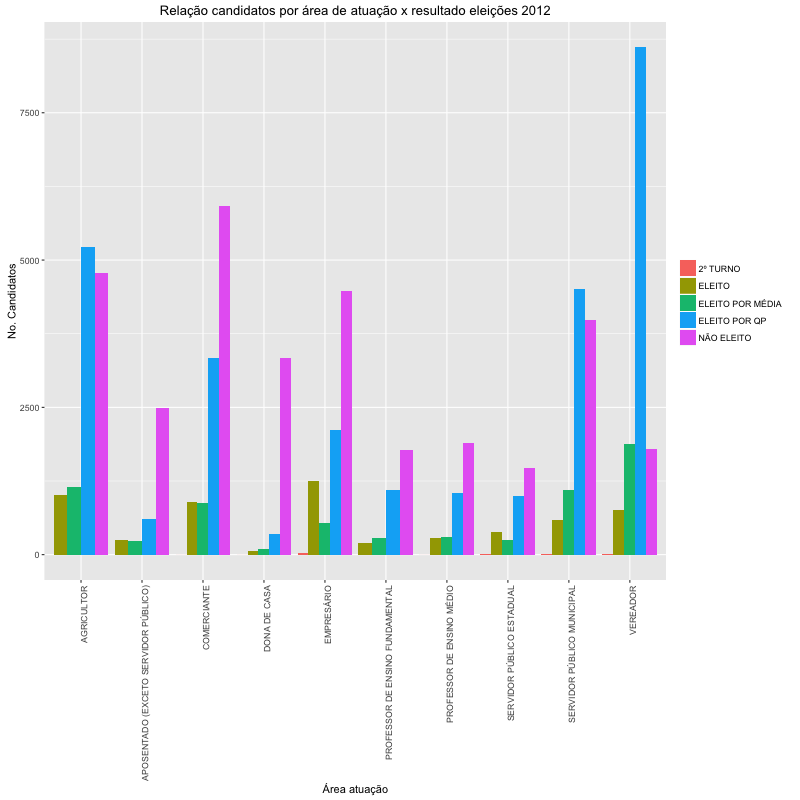 Relação candidatos por área de atuação x resultado eleições 2012
No. Candidatos
7500
5000
2500
0
AGRICULTOR
APOSENTADO (EXCETO SERVIDOR PÚBLICO)
COMERCIANTE
DONA DE CASA
EMPRESÁRIO
PROFESSOR DE ENSINO FUNDAMENTAL
PROFESSOR DE ENSINO MÉDIO
SERVIDOR PÚBLICO ESTADUAL
SERVIDOR PÚBLICO MUNICIPAL
VEREADOR
Área atuação
2º TURNO
ELEITO
ELEITO POR MÉDIA
ELEITO POR QP
NÃO ELEITO